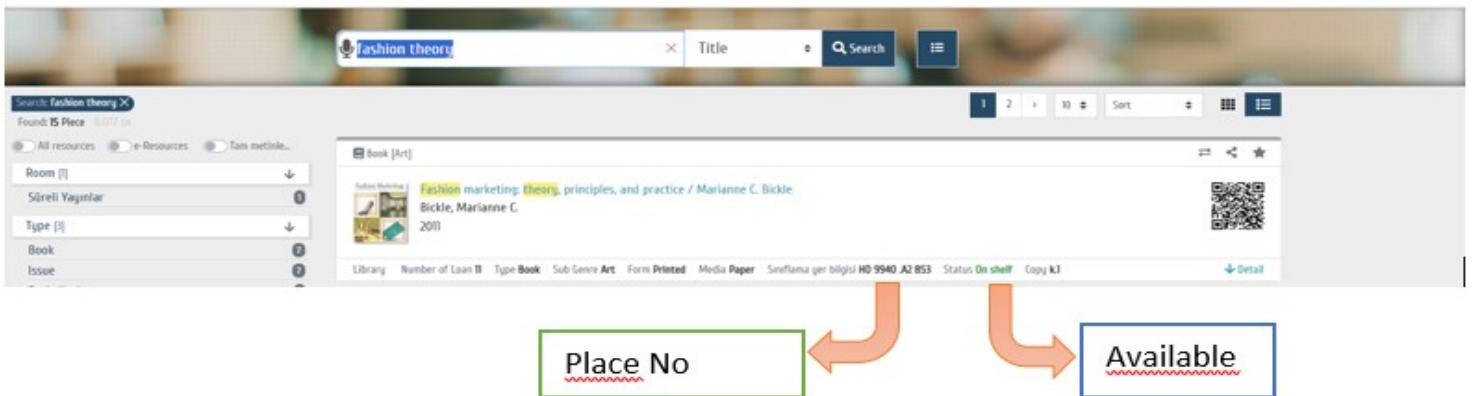 fashion theory × Title Search
Search: fashion theory ×
Found: 15 Piece
1 2 › 10 Sort
All resources e-Resources Tam metinle...
Book [Art]
Room [1]
Süreli Yayınlar 1
Fashion marketing: theory, principles, and practice / Marianne C. Bickle
Bickle, Marianne C.
2011
Type [3]
Book 7
Issue 7
Library Number of Loan 11 Type Book Sub Genre Art Form Printed Media Paper Sınıflama yer bilgisi HD 9940 .A2 B53 Status On shelf Copy k.1 Detail
Place No
Available